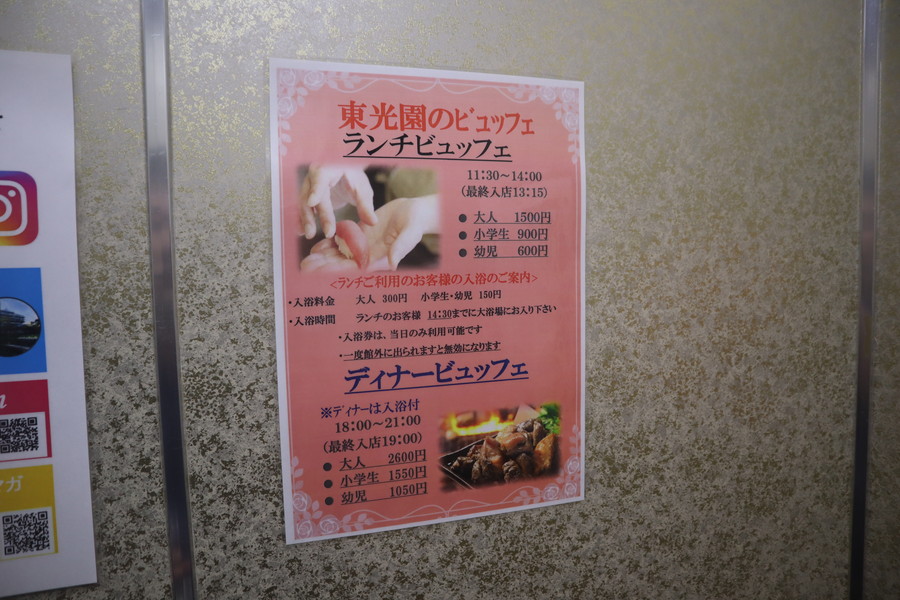 東光園のビュッフェ
ランチビュッフェ
11:30～14:00
(最終入店13:15)
● 大人 1500円
● 小学生 900円
● 幼児 600円
<ランチご利用のお客様の入浴のご案内>
・入浴料金 大人 300円 小学生・幼児 150円
・入浴時間 ランチのお客様 14:30までに大浴場にお入り下さい
・入浴券は、当日のみ利用可能です
・一度館外に出られますと無効になります
ディナービュッフェ
※ディナーは入浴付
18:00～21:00
(最終入店19:00)
● 大人 2600円
● 小学生 1550円
● 幼児 1050円
マガ